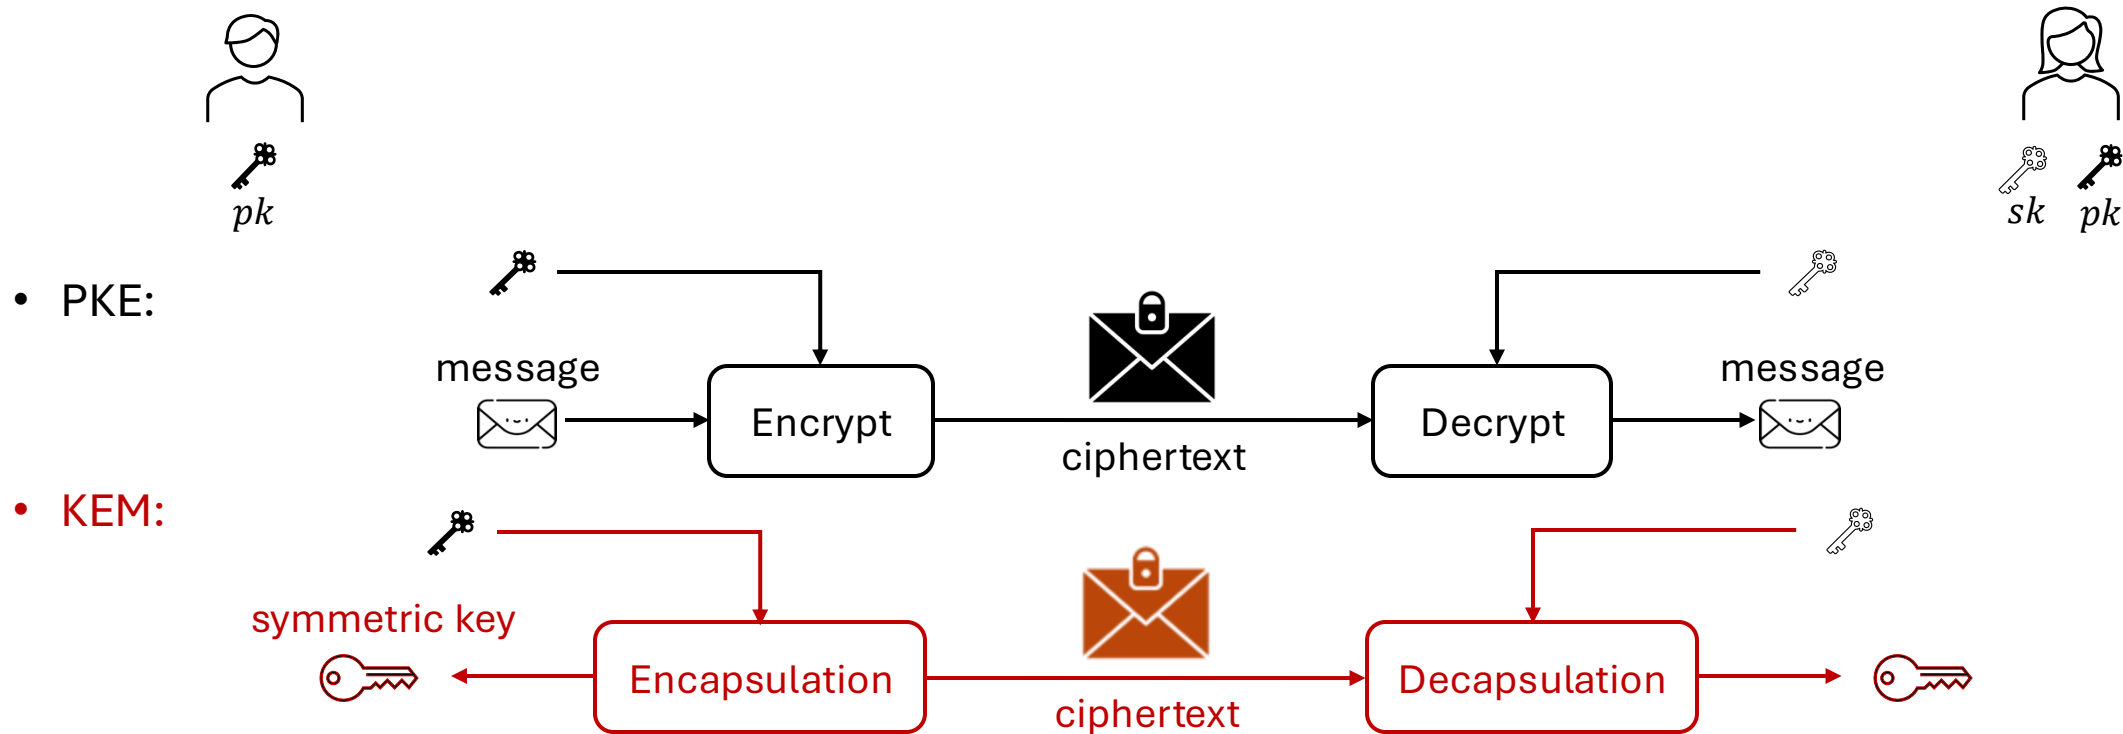 pk
sk pk
• PKE:
message
Encrypt
ciphertext
Decrypt
message
• KEM:
symmetric key
Encapsulation
ciphertext
Decapsulation